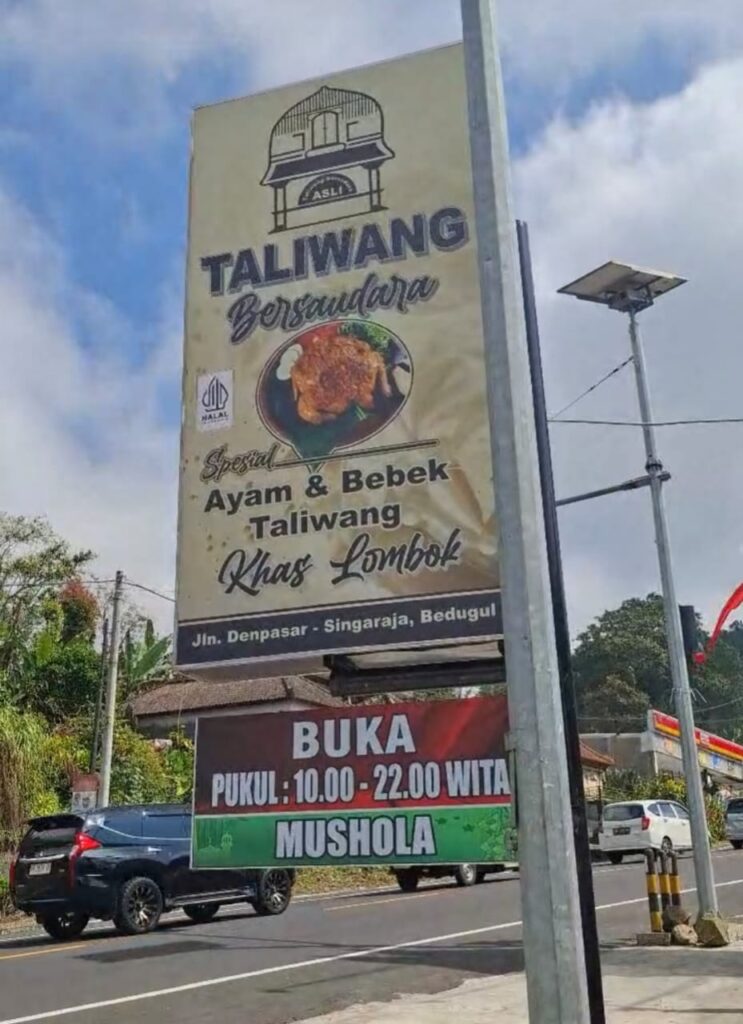 ASLI
TALIWANG
Bersaudara
HALAL
Spesial
Ayam & Bebek
Taliwang
Khas Lombok
Jln. Denpasar - Singaraja, Bedugul
BUKA
PUKUL : 10.00 - 22.00 WITA
MUSHOLA